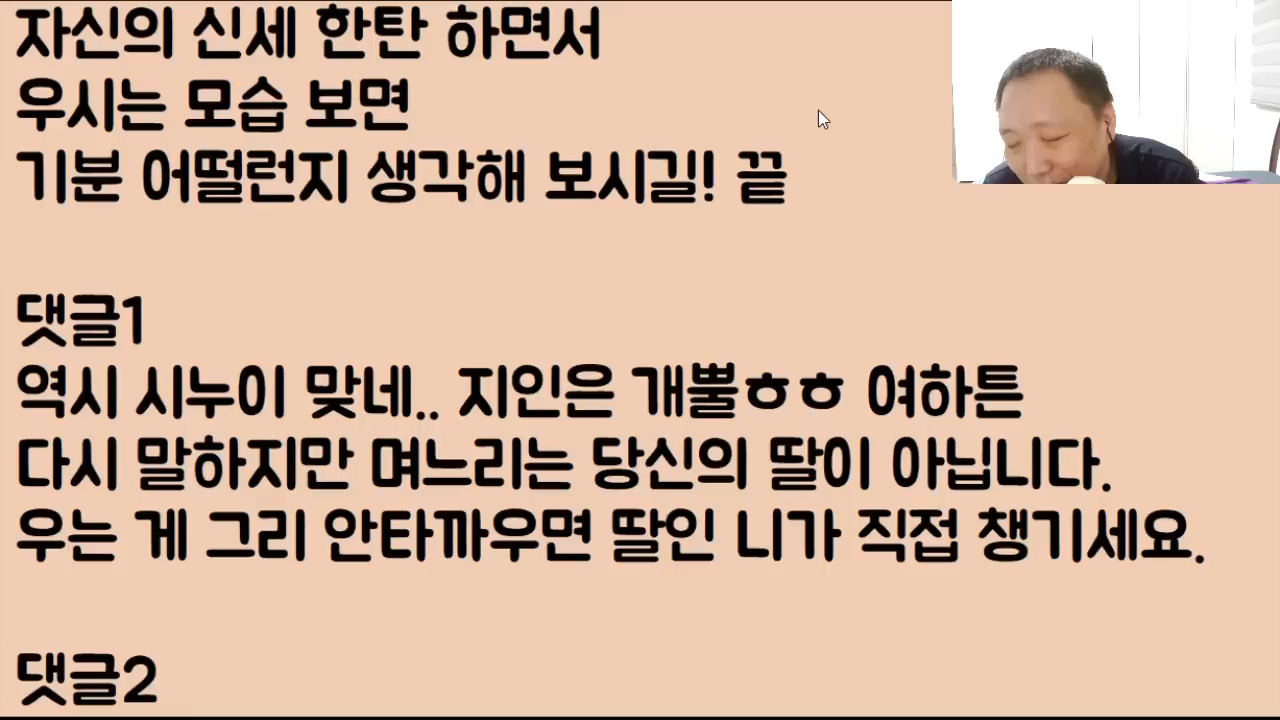 자신의 신세 한탄 하면서
우시는 모습 보면
기분 어떨런지 생각해 보시길! 끝
댓글1
역시 시누이 맞네.. 지인은 개뿔ㅎㅎ 여하튼
다시 말하지만 며느리는 당신의 딸이 아닙니다.
우는 게 그리 안타까우면 딸인 니가 직접 챙기세요.
댓글2